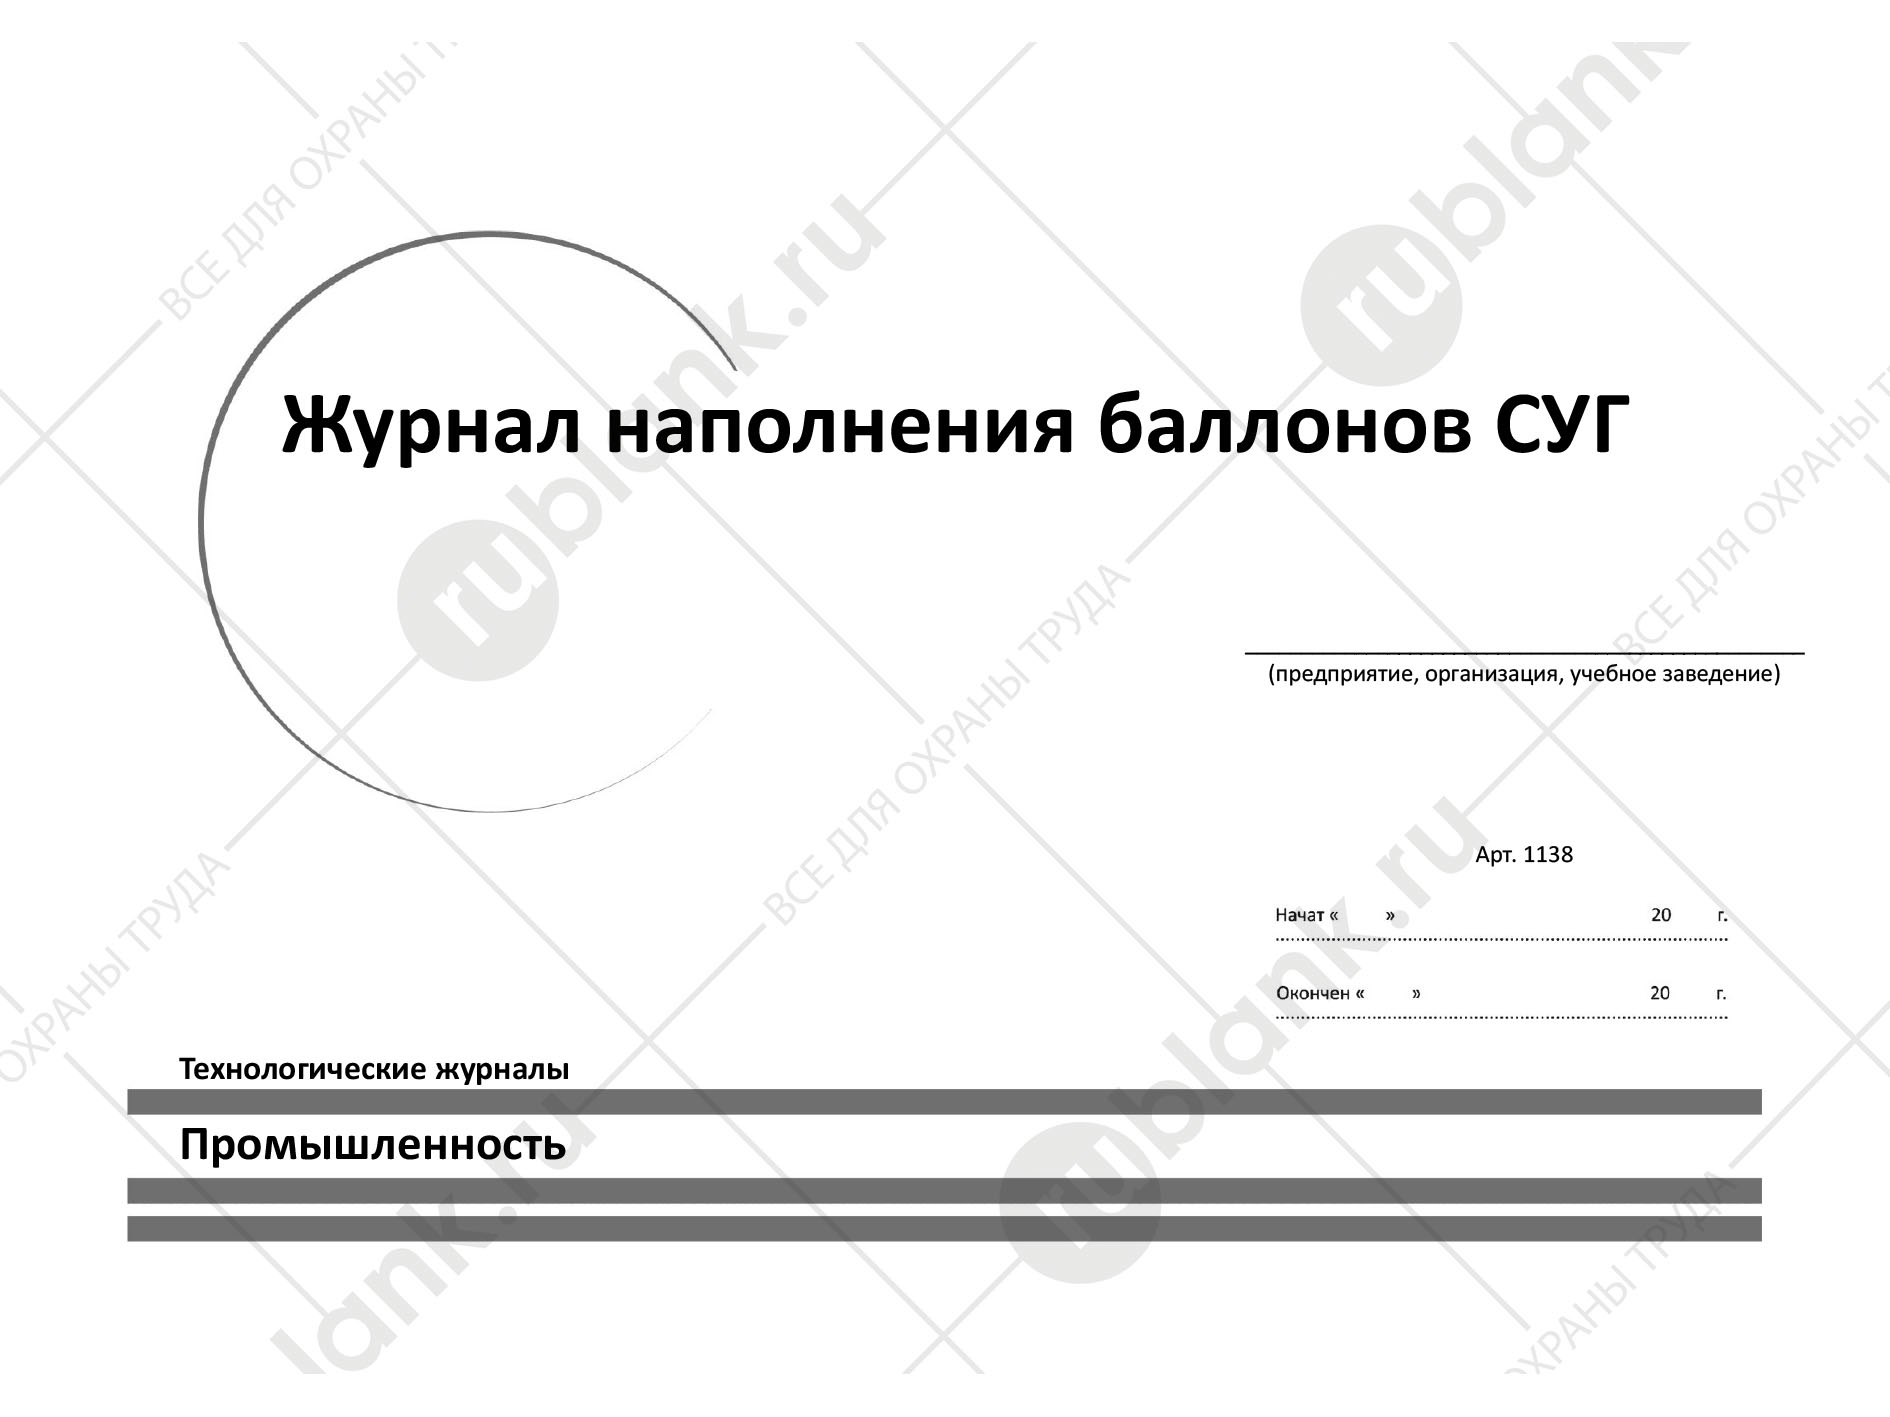 Журнал наполнения баллонов СУГ
(предприятие, организация, учебное заведение)
Арт. 1138
Начат « » 20 г.
Окончен « » 20 г.
Технологические журналы
Промышленность
ВСЕ ДЛЯ ОХРАНЫ ТРУДА
rublank.ru